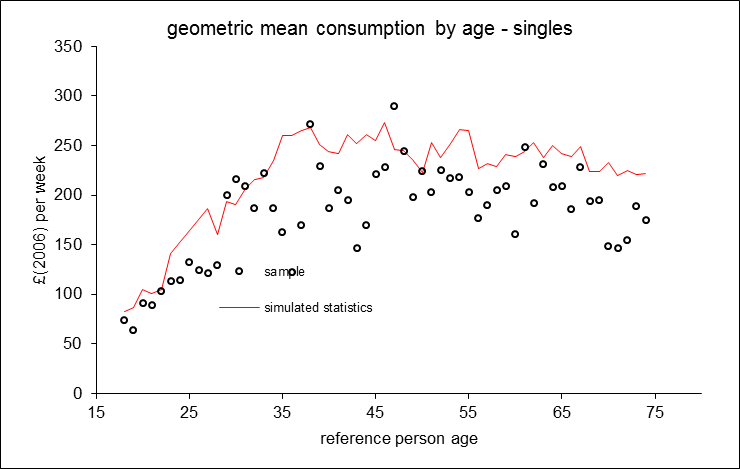 geometric mean consumption by age - singles
350
300
250
200
150
100
50
0
£(2006) per week
sample
simulated statistics
15 25 35 45 55 65 75
reference person age